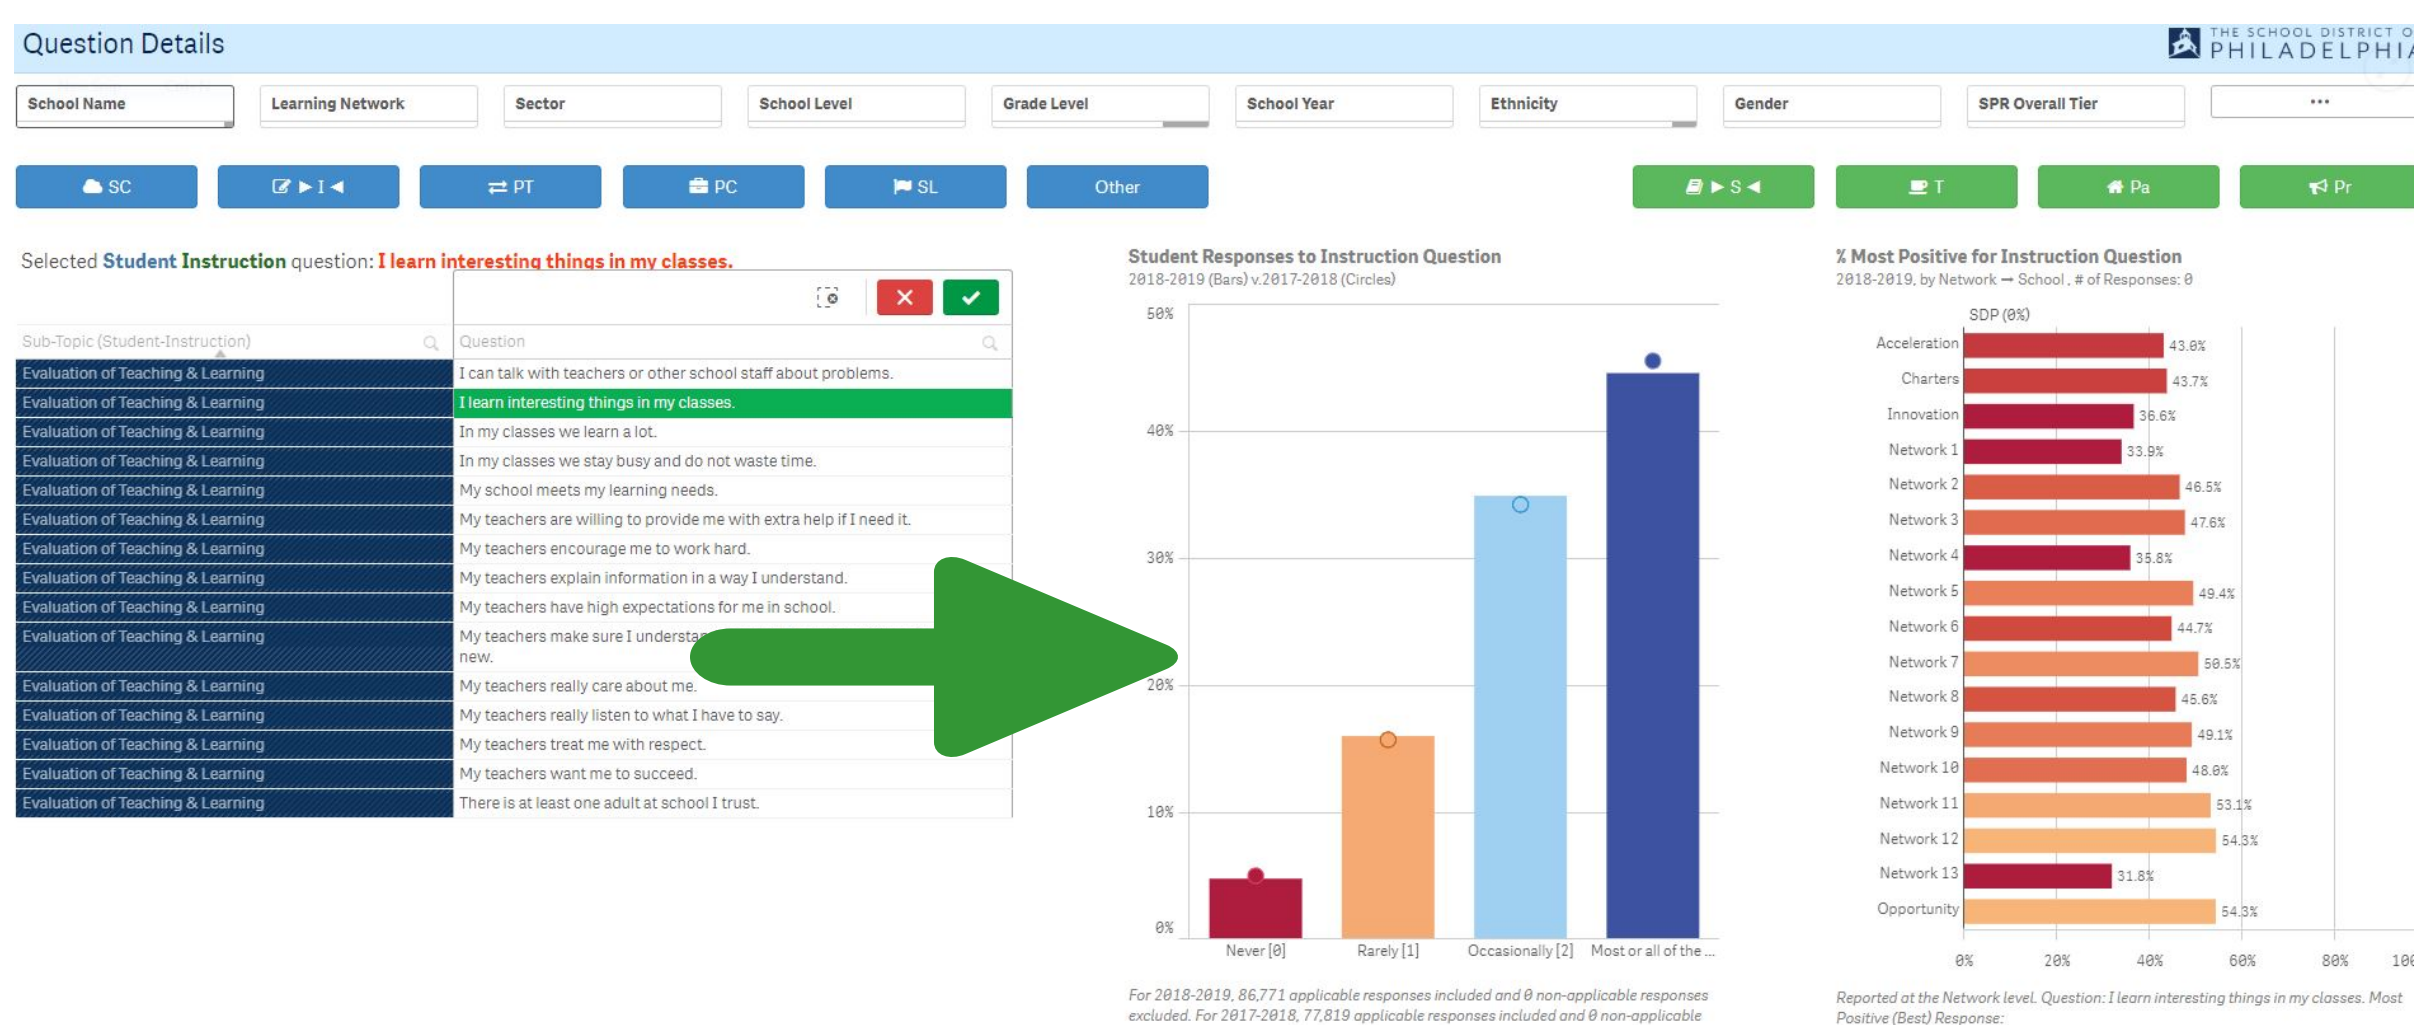 Question Details
THE SCHOOL DISTRICT O
PHILADELPHIA
School Name
Learning Network
Sector
School Level
Grade Level
School Year
Ethnicity
Gender
SPR Overall Tier
...
SC
I
PT
PC
SL
Other
S
T
Pa
Pr
Selected Student Instruction question: I learn interesting things in my classes.
Sub-Topic (Student-Instruction)
Question
Evaluation of Teaching & Learning
I can talk with teachers or other school staff about problems.
Evaluation of Teaching & Learning
I learn interesting things in my classes.
Evaluation of Teaching & Learning
In my classes we learn a lot.
Evaluation of Teaching & Learning
In my classes we stay busy and do not waste time.
Evaluation of Teaching & Learning
My school meets my learning needs.
Evaluation of Teaching & Learning
My teachers are willing to provide me with extra help if I need it.
Evaluation of Teaching & Learning
My teachers encourage me to work hard.
Evaluation of Teaching & Learning
My teachers explain information in a way I understand.
Evaluation of Teaching & Learning
My teachers have high expectations for me in school.
Evaluation of Teaching & Learning
My teachers make sure I understa
new.
Evaluation of Teaching & Learning
My teachers really care about me.
Evaluation of Teaching & Learning
My teachers really listen to what I have to say.
Evaluation of Teaching & Learning
My teachers treat me with respect.
Evaluation of Teaching & Learning
My teachers want me to succeed.
Evaluation of Teaching & Learning
There is at least one adult at school I trust.
Student Responses to Instruction Question
2018-2019 (Bars) v.2017-2018 (Circles)
50%
40%
30%
20%
10%
0%
Never [0]
Rarely [1]
Occasionally [2]
Most or all of the ...
For 2018-2019, 86,771 applicable responses included and 0 non-applicable responses
excluded. For 2017-2018, 77,819 applicable responses included and 0 non-applicable
% Most Positive for Instruction Question
2018-2019, by Network → School , # of Responses: 0
SDP (0%)
Acceleration 43.0%
Charters 43.7%
Innovation 36.6%
Network 1 33.9%
Network 2 46.5%
Network 3 47.6%
Network 4 35.8%
Network 5 49.4%
Network 6 44.7%
Network 7 50.5%
Network 8 45.6%
Network 9 49.1%
Network 10 48.0%
Network 11 53.1%
Network 12 54.3%
Network 13 31.8%
Opportunity 54.3%
0% 20% 40% 60% 80% 100
Reported at the Network level. Question: I learn interesting things in my classes. Most
Positive (Best) Response: